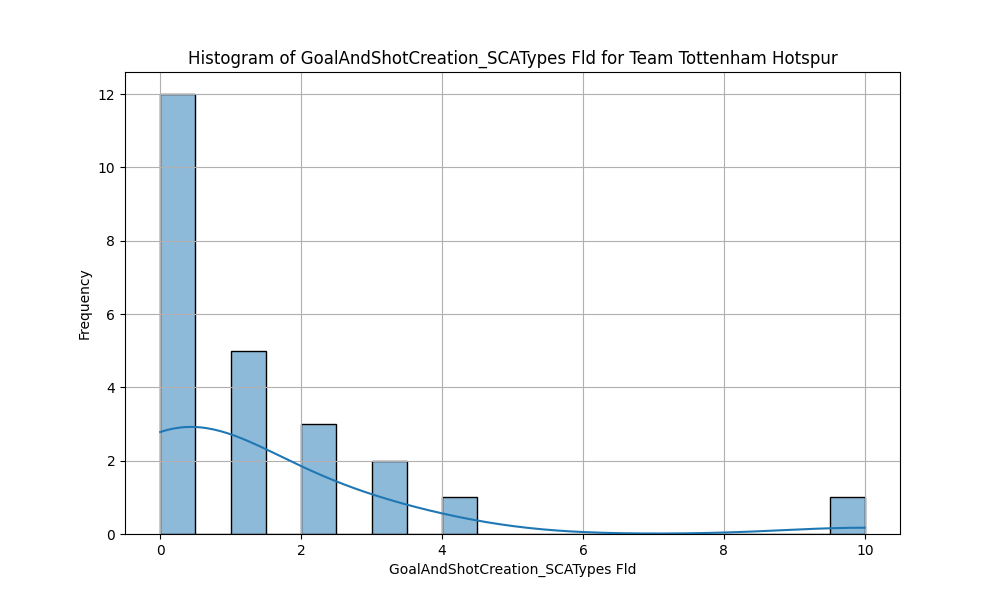 Histogram of GoalAndShotCreation_SCATypes Fld for Team Tottenham Hotspur
12
10
8
6
4
2
0
Frequency
0 2 4 6 8 10
GoalAndShotCreation_SCATypes Fld